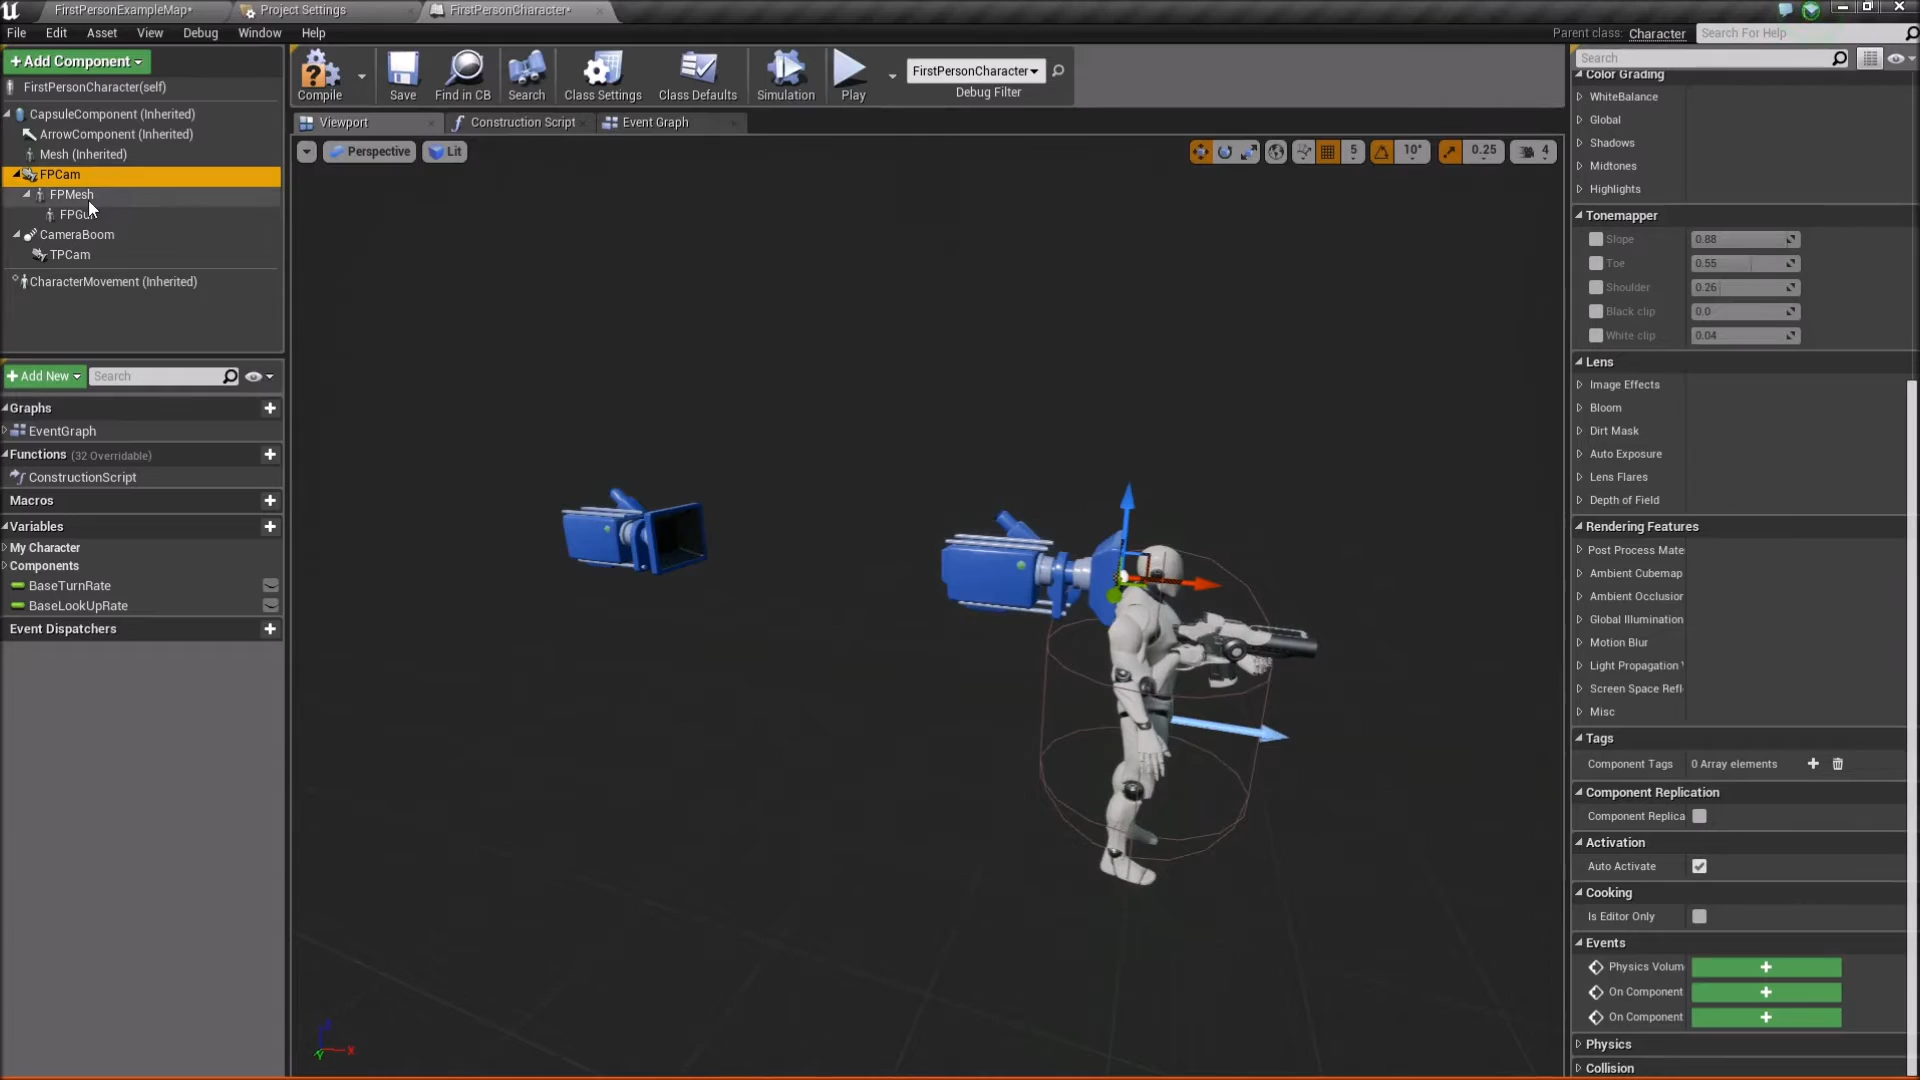 FirstPersonExampleMap*
Project Settings
FirstPersonCharacter*
File Edit Asset View Debug Window Help
Parent class: Character
Search For Help
+Add Component
FirstPersonCharacter(self)
CapsuleComponent (Inherited)
ArrowComponent (Inherited)
Mesh (Inherited)
FPCam
FPMesh
CameraBoom
TPCam
CharacterMovement (Inherited)
Compile
Save
Find in CB
Search
Class Settings
Class Defaults
Simulation
Play
FirstPersonCharacter
Debug Filter
Viewport
Construction Script
Event Graph
Perspective
Lit
5
10°
0.25
4
+Add New
Search
Graphs
EventGraph
Functions (32 Overridable)
ConstructionScript
Macros
Variables
My Character
Components
BaseTurnRate
BaseLookUpRate
Event Dispatchers
Z
X
Y
Search
Color Grading
WhiteBalance
Global
Shadows
Midtones
Highlights
Tonemapper
Slope 0.88
Toe 0.55
Shoulder 0.26
Black clip 0.0
White clip 0.04
Lens
Image Effects
Bloom
Dirt Mask
Auto Exposure
Lens Flares
Depth of Field
Rendering Features
Post Process Mate
Ambient Cubemap
Ambient Occlusior
Global Illumination
Motion Blur
Light Propagation
Screen Space Refl
Misc
Tags
Component Tags 0 Array elements
Component Replication
Component Replica
Activation
Auto Activate
Cooking
Is Editor Only
Events
Physics Volum
On Component
On Component
Physics
Collision